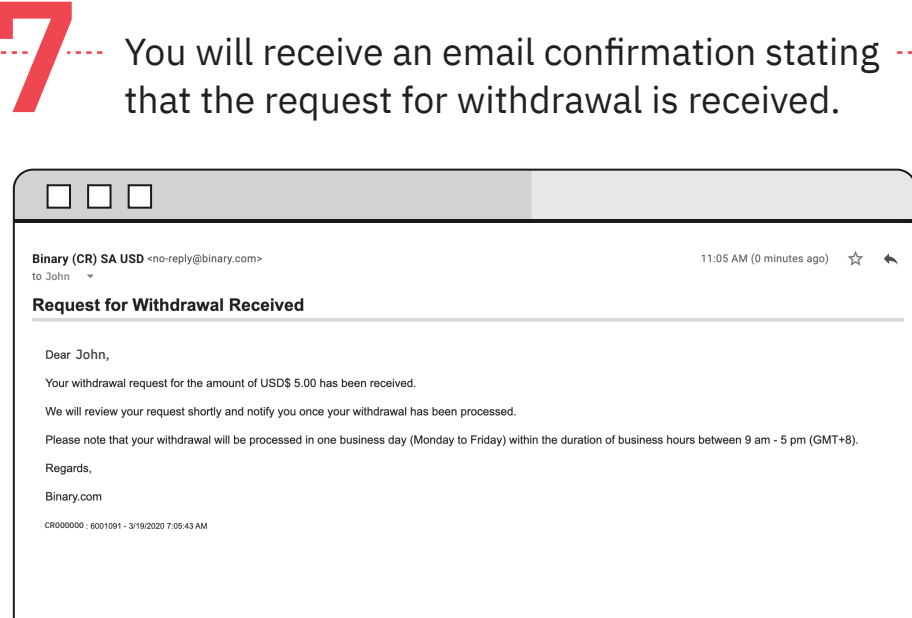 7
You will receive an email confirmation stating
that the request for withdrawal is received.
Binary (CR) SA USD <no-reply@binary.com>
11:05 AM (0 minutes ago)
to John
Request for Withdrawal Received
Dear John,
Your withdrawal request for the amount of USD$ 5.00 has been received.
We will review your request shortly and notify you once your withdrawal has been processed.
Please note that your withdrawal will be processed in one business day (Monday to Friday) within the duration of business hours between 9 am - 5 pm (GMT+8).
Regards,
Binary.com
CR000000 : 6001091 - 3/19/2020 7:05:43 AM